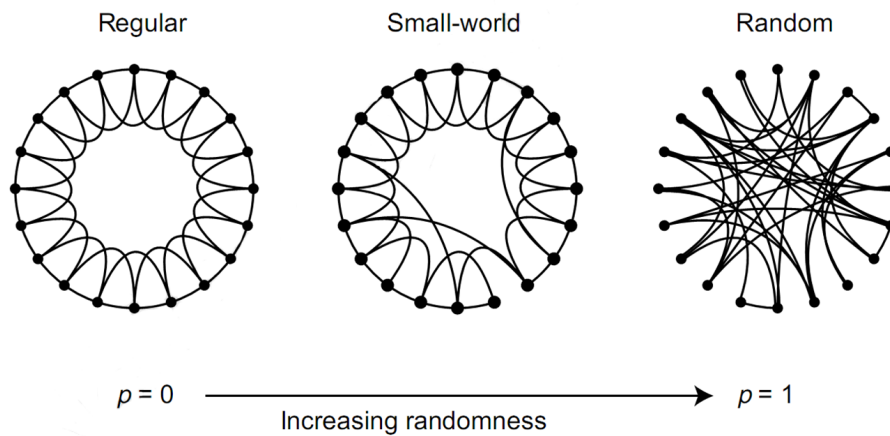 Regular Small-world Random
p = 0 p = 1
Increasing randomness